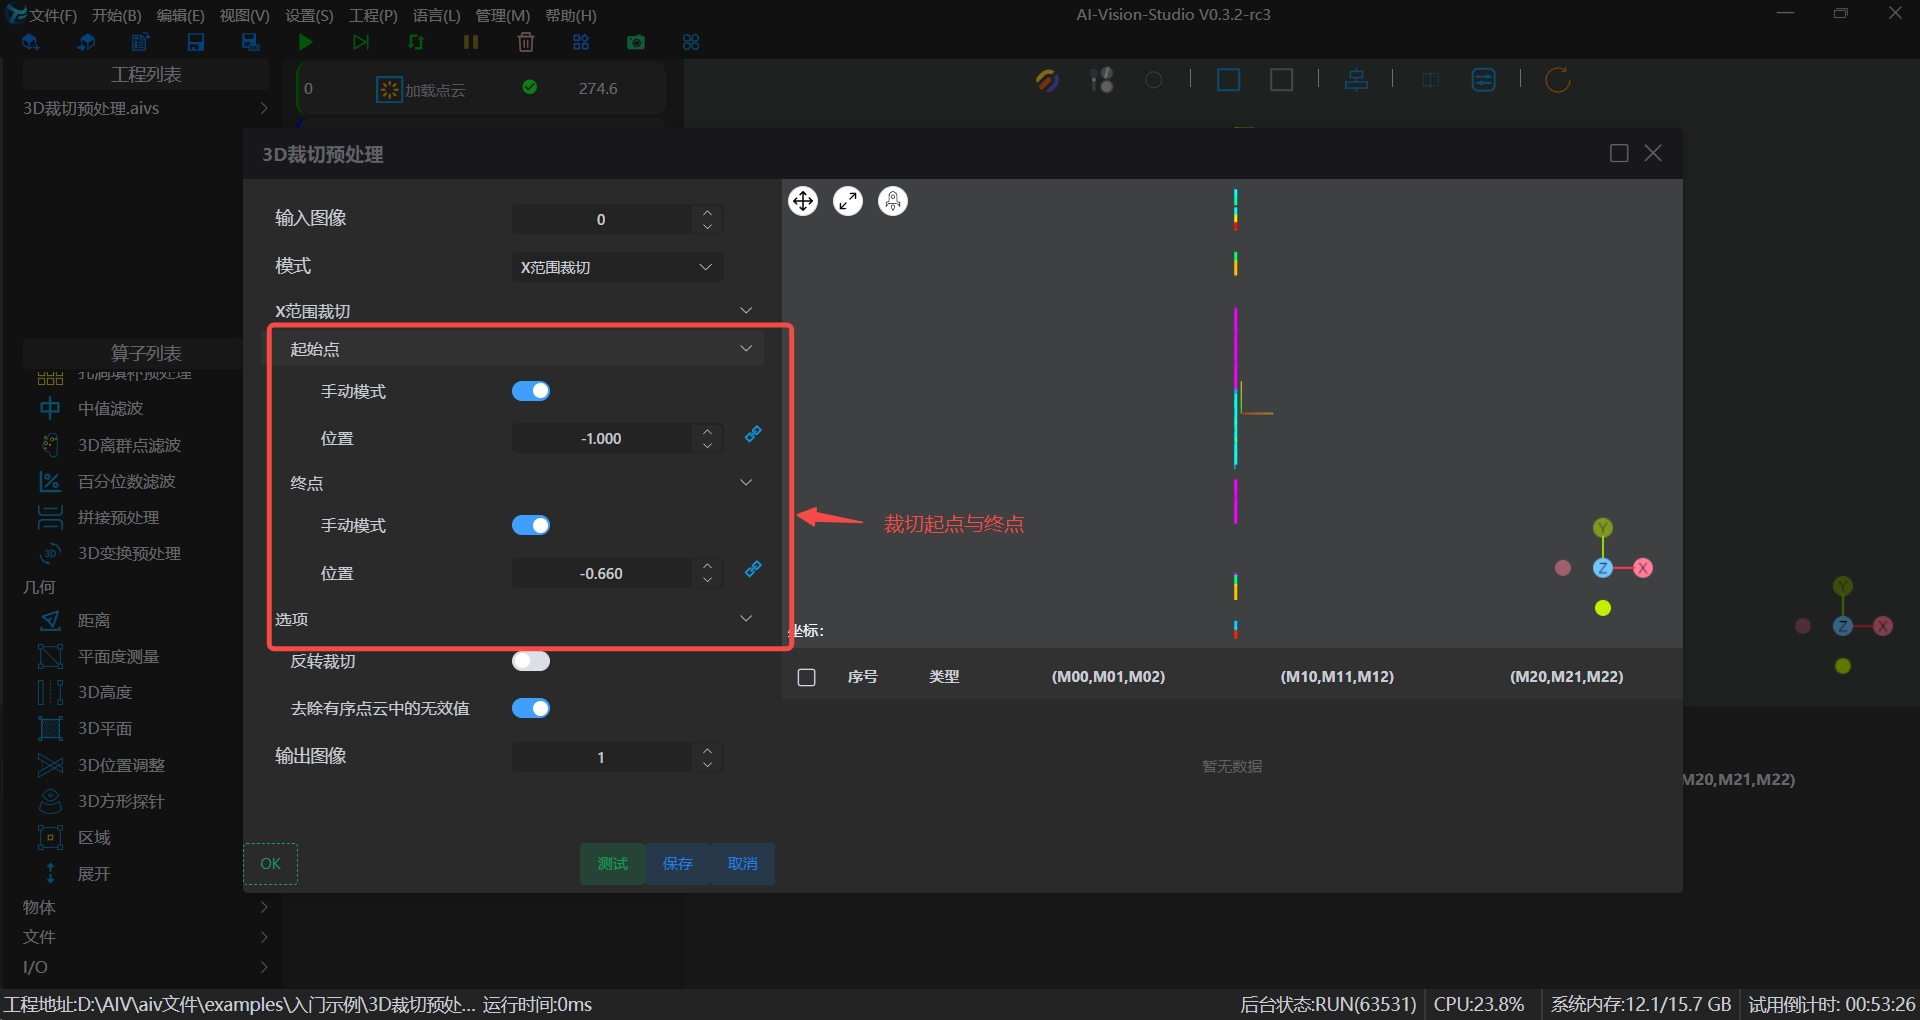 文件(F) 开始(B) 编辑(E) 视图(V) 设置(S) 工程(P) 语言(L) 管理(M) 帮助(H) AI-Vision-Studio V0.3.2-rc3
工程列表
3D裁切预处理.aivs
0 加载点云 274.6
3D裁切预处理
输入图像 0
模式 X范围裁切
X范围裁切
起始点
手动模式
位置 -1.000
终点
手动模式
位置 -0.660
选项
反转裁切
去除有序点云中的无效值
输出图像 1
OK 测试 保存 取消
裁切起点与终点
Y
Z X
坐标:
序号 类型 (M00,M01,M02) (M10,M11,M12) (M20,M21,M22)
暂无数据
Y
Z X
M20,M21,M22)
算子列表
孔洞填补预处理
中值滤波
3D离群点滤波
百分位数滤波
拼接预处理
3D变换预处理
几何
距离
平面度测量
3D高度
3D平面
3D位置调整
3D方形探针
区域
展开
物体
文件
I/O
工程地址:D:\AIV\aiv文件\examples\入门示例\3D裁切预处... 运行时间:0ms 后台状态:RUN(63531) CPU:23.8% 系统内存:12.1/15.7 GB 试用倒计时: 00:53:26